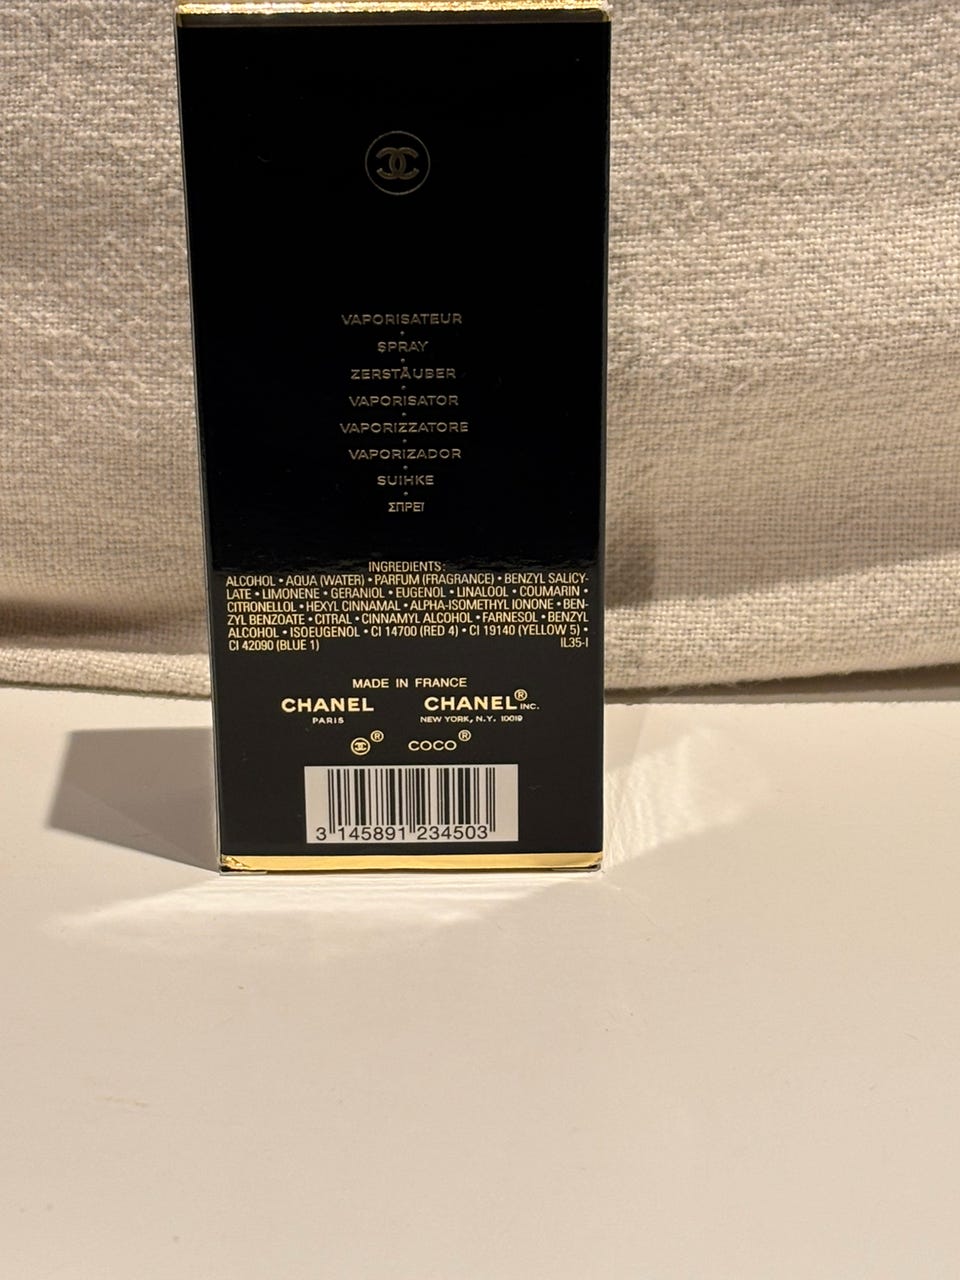 VAPORISATEUR
SPRAY
ZERSTÄUBER
VAPORISATOR
VAPORIZZATORE
VAPORIZADOR
SUIHKE
ΣΠΡΕΪ
INGREDIENTS:
ALCOHOL • AQUA (WATER) • PARFUM (FRAGRANCE) • BENZYL SALICY-
LATE • LIMONENE • GERANIOL • EUGENOL • LINALOOL • COUMARIN •
CITRONELLOL • HEXYL CINNAMAL • ALPHA-ISOMETHYL IONONE • BEN-
ZYL BENZOATE • CITRAL • CINNAMYL ALCOHOL • FARNESOL • BENZYL
ALCOHOL • ISOEUGENOL • CI 14700 (RED 4) • CI 19140 (YELLOW 5) •
CI 42090 (BLUE 1) IL35-I
MADE IN FRANCE
CHANEL CHANEL® INC.
PARIS NEW YORK, N.Y. 10019
® COCO®
3 145891 234503